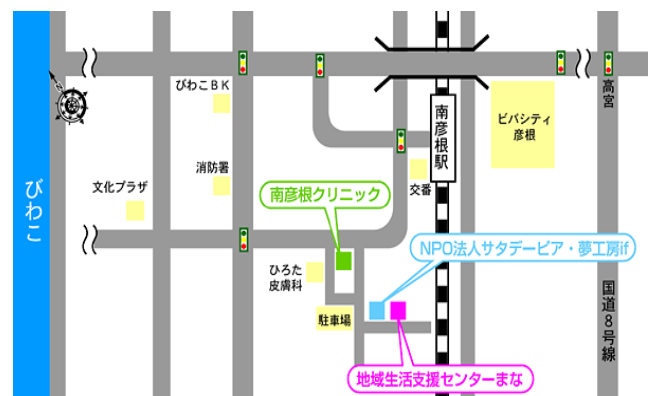 びわこBK
高宮
南彦根駅
ビバシティ
彦根
消防署
交番
びわこ
文化プラザ
南彦根クリニック
NPO法人サタデーピア・夢工房if
ひろた
皮膚科
国道8号線
駐車場
地域生活支援センターまな